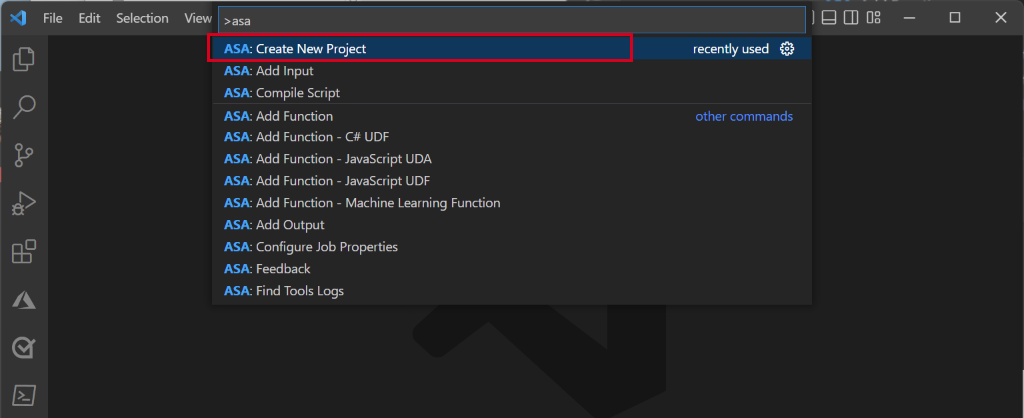 File Edit Selection View
>asa
ASA: Create New Project recently used
ASA: Add Input
ASA: Compile Script
ASA: Add Function other commands
ASA: Add Function - C# UDF
ASA: Add Function - JavaScript UDA
ASA: Add Function - JavaScript UDF
ASA: Add Function - Machine Learning Function
ASA: Add Output
ASA: Configure Job Properties
ASA: Feedback
ASA: Find Tools Logs